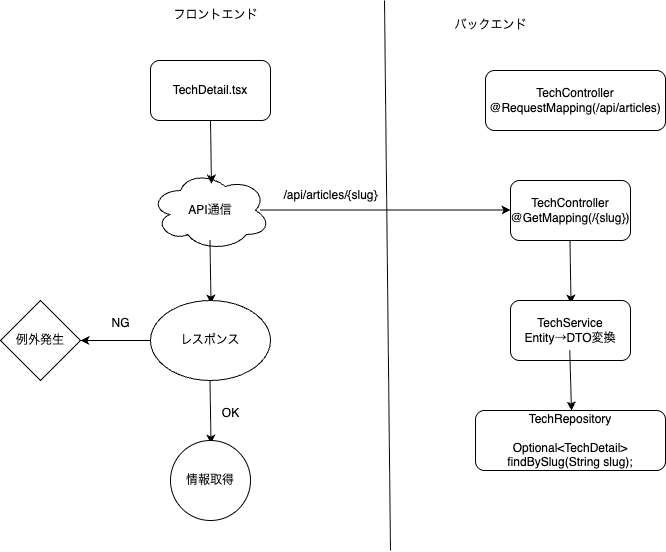 フロントエンド
バックエンド
TechDetail.tsx
TechController
@RequestMapping(/api/articles)
API通信
/api/articles/{slug}
TechController
@GetMapping(/{slug})
例外発生
NG
レスポンス
TechService
Entity→DTO変換
OK
TechRepository
Optional<TechDetail>
findBySlug(String slug);
情報取得